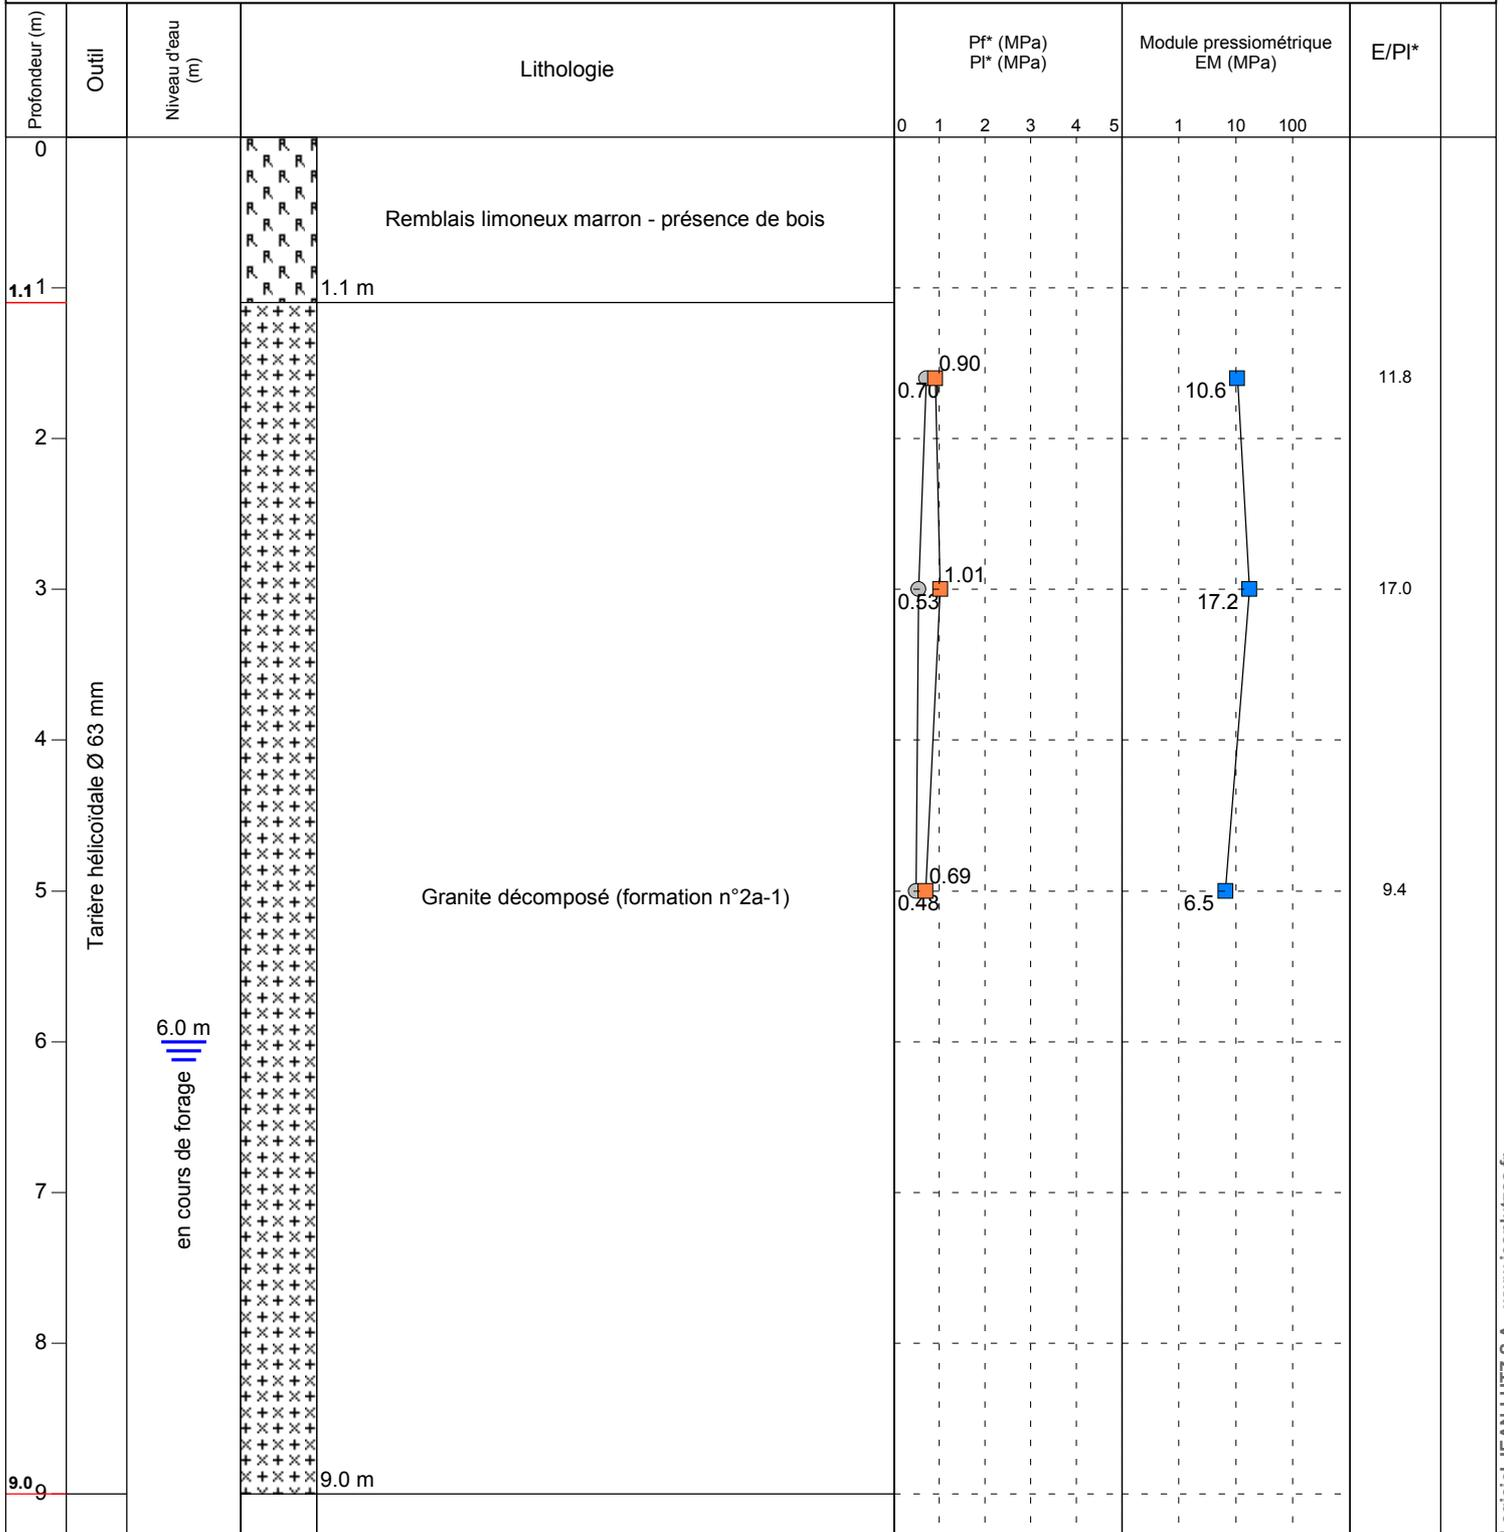 Profondeur (m)
Outil
Niveau d'eau
(m)
Lithologie
Pf* (MPa)
Pl* (MPa)
Module pressiométrique
EM (MPa)
E/Pl*
0 1 2 3 4 5
1 10 100
0
Remblais limoneux marron - présence de bois
1.1
1
1.1 m
0.90
0.70
10.6
11.8
2
1.01
3
0.53
17.2
17.0
4
Tarière hélicoïdale Ø 63 mm
0.69
5
Granite décomposé (formation n°2a-1)
0.48
6.5
9.4
6.0 m
6
en cours de forage
7
8
9.0
9
9.0 m